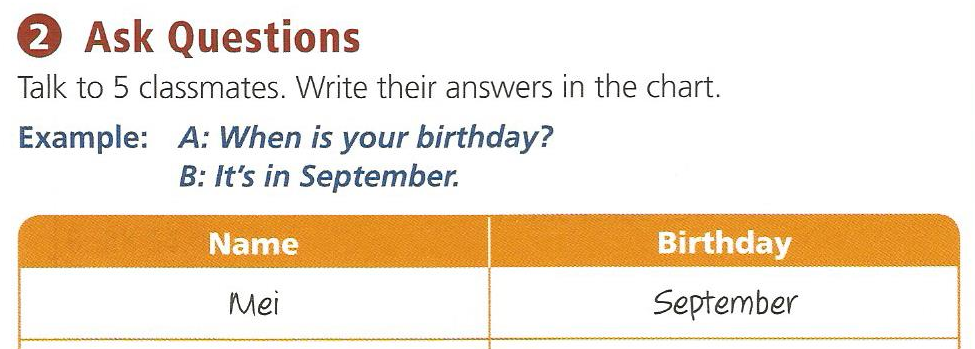 2 Ask Questions
Talk to 5 classmates. Write their answers in the chart.
Example: A: When is your birthday?
B: It's in September.
Name Birthday
Mei September